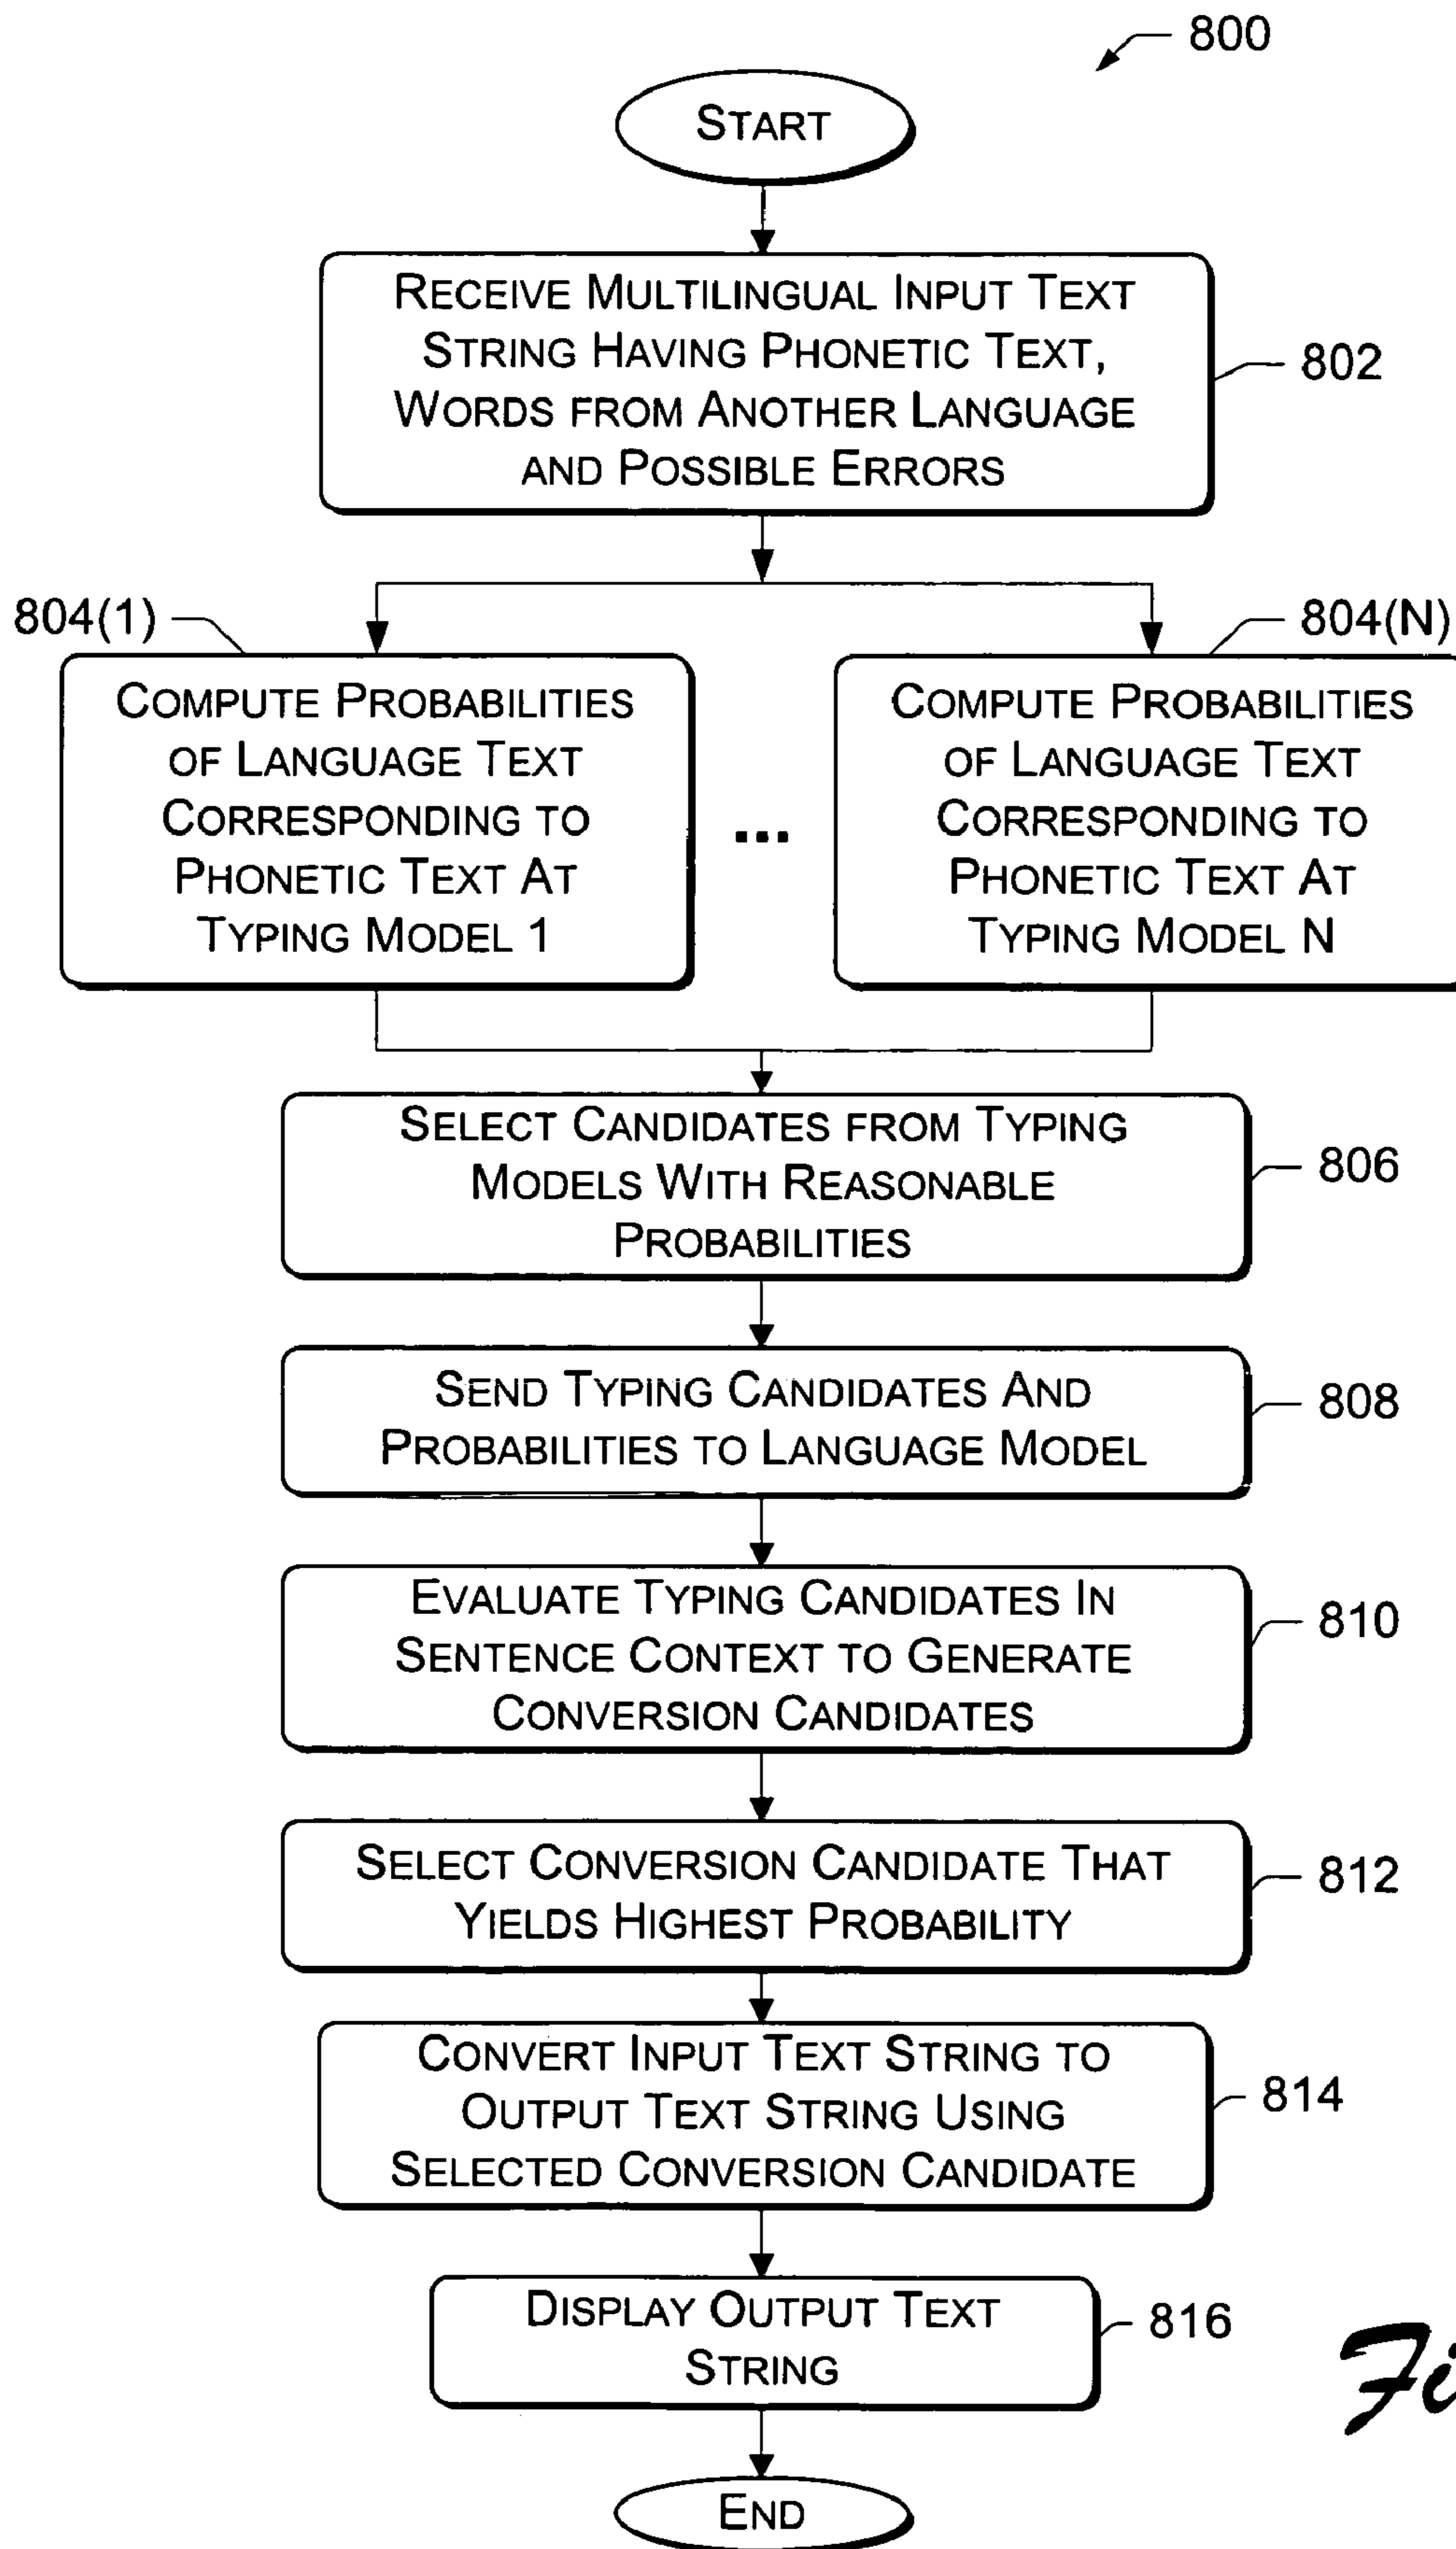 800
START
RECEIVE MULTILINGUAL INPUT TEXT
STRING HAVING PHONETIC TEXT,
WORDS FROM ANOTHER LANGUAGE
AND POSSIBLE ERRORS
802
804(1)
804(N)
COMPUTE PROBABILITIES
OF LANGUAGE TEXT
CORRESPONDING TO
PHONETIC TEXT AT
TYPING MODEL 1
...
COMPUTE PROBABILITIES
OF LANGUAGE TEXT
CORRESPONDING TO
PHONETIC TEXT AT
TYPING MODEL N
SELECT CANDIDATES FROM TYPING
MODELS WITH REASONABLE
PROBABILITIES
806
SEND TYPING CANDIDATES AND
PROBABILITIES TO LANGUAGE MODEL
808
EVALUATE TYPING CANDIDATES IN
SENTENCE CONTEXT TO GENERATE
CONVERSION CANDIDATES
810
SELECT CONVERSION CANDIDATE THAT
YIELDS HIGHEST PROBABILITY
812
CONVERT INPUT TEXT STRING TO
OUTPUT TEXT STRING USING
SELECTED CONVERSION CANDIDATE
814
DISPLAY OUTPUT TEXT
STRING
816
END